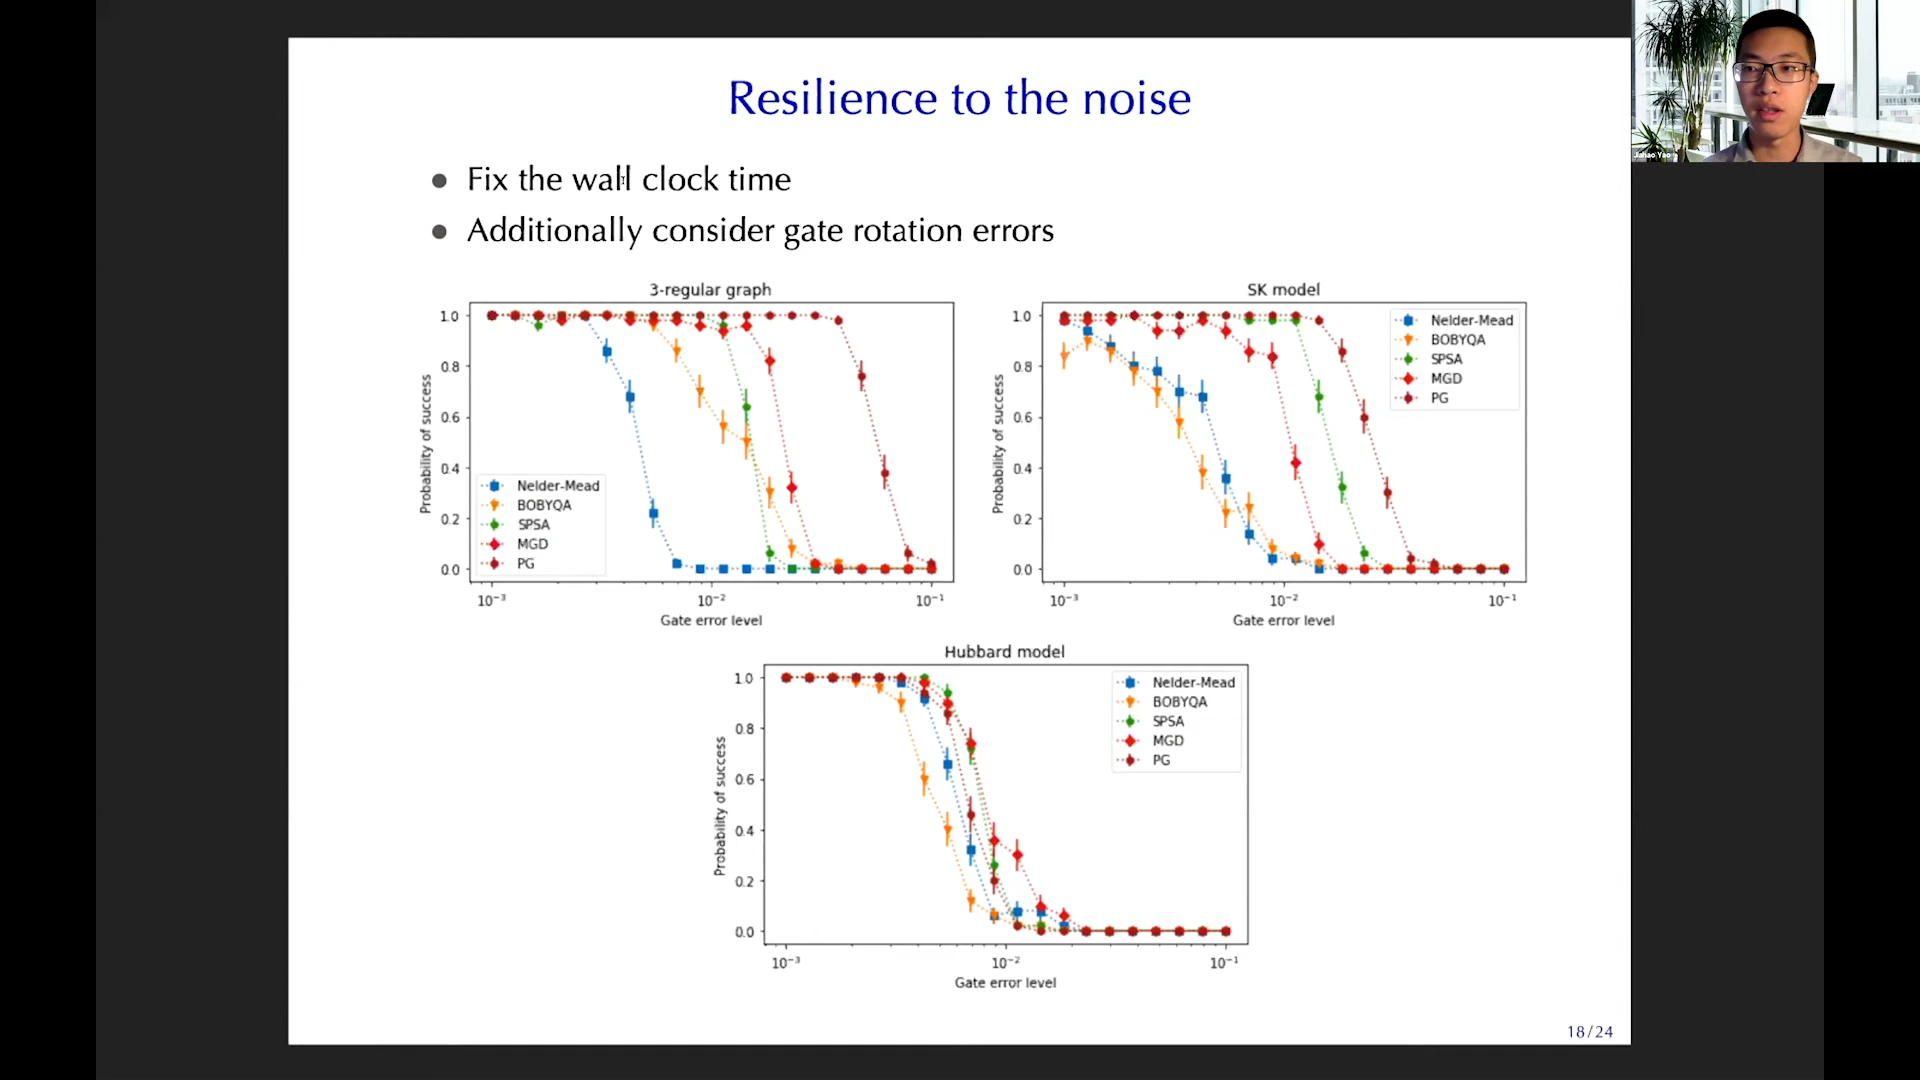 Jiahao Yao
Resilience to the noise
Fix the wall clock time
Additionally consider gate rotation errors
3-regular graph
Probability of success
1.0
0.8
0.6
0.4
0.2
0.0
Nelder-Mead
BOBYQA
SPSA
MGD
PG
10⁻³ 10⁻² 10⁻¹
Gate error level
SK model
Probability of success
1.0
0.8
0.6
0.4
0.2
0.0
Nelder-Mead
BOBYQA
SPSA
MGD
PG
10⁻³ 10⁻² 10⁻¹
Gate error level
Hubbard model
Probability of success
1.0
0.8
0.6
0.4
0.2
0.0
Nelder-Mead
BOBYQA
SPSA
MGD
PG
10⁻³ 10⁻² 10⁻¹
Gate error level
18/24